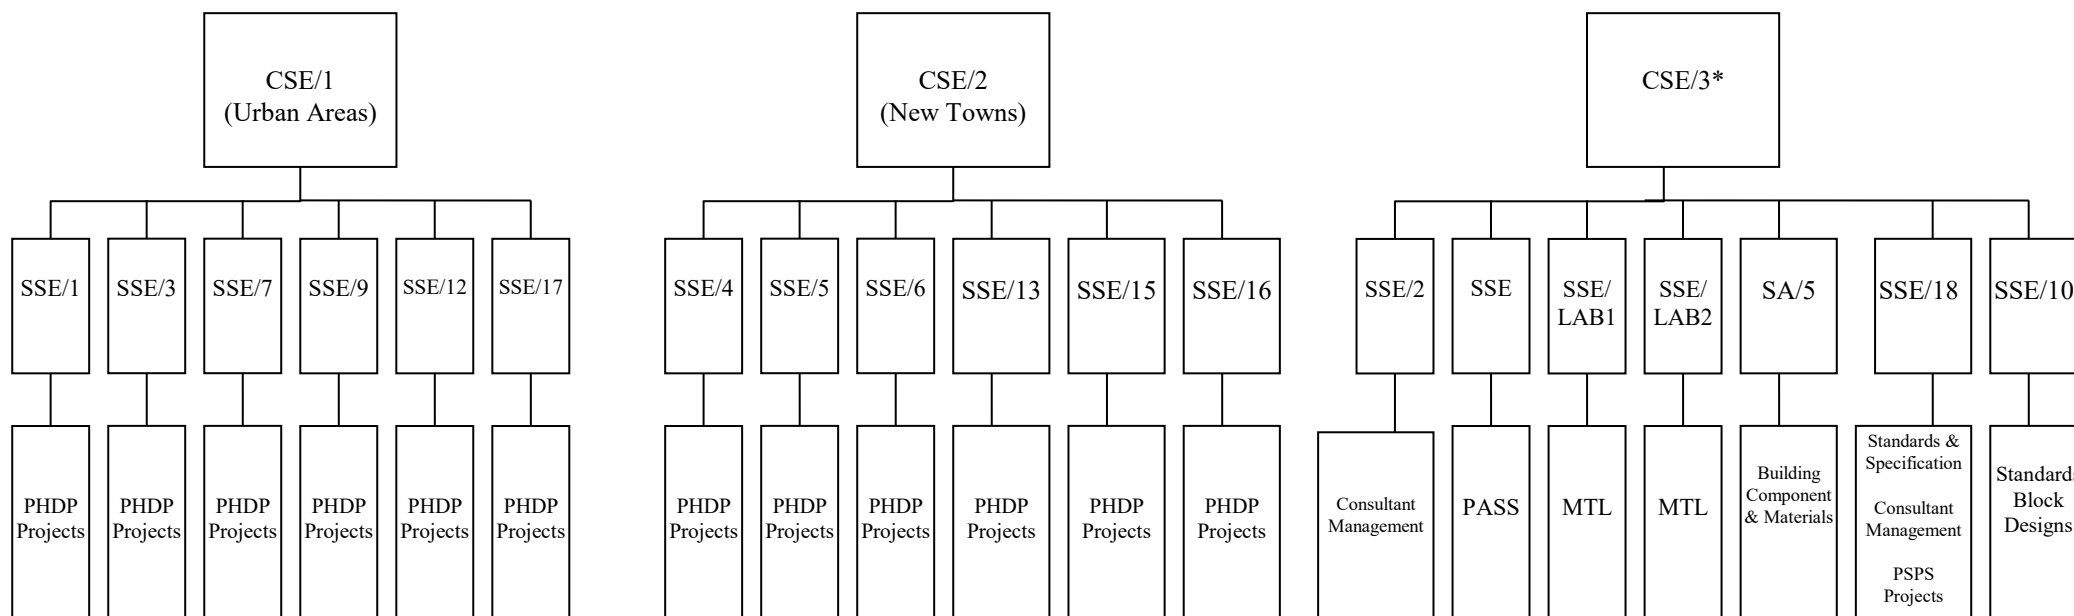 CSE/1
(Urban Areas)
CSE/2
(New Towns)
CSE/3*
SSE/1
SSE/3
SSE/7
SSE/9
SSE/12
SSE/17
SSE/4
SSE/5
SSE/6
SSE/13
SSE/15
SSE/16
SSE/2
SSE
SSE/
LAB1
SSE/
LAB2
SA/5
SSE/18
SSE/10
PHDP
Projects
PHDP
Projects
PHDP
Projects
PHDP
Projects
PHDP
Projects
PHDP
Projects
PHDP
Projects
PHDP
Projects
PHDP
Projects
PHDP
Projects
PHDP
Projects
PHDP
Projects
Consultant
Management
PASS
MTL
MTL
Building
Component
& Materials
Standards &
Specification
Consultant
Management
PSPS
Projects
Standards
Block
Designs